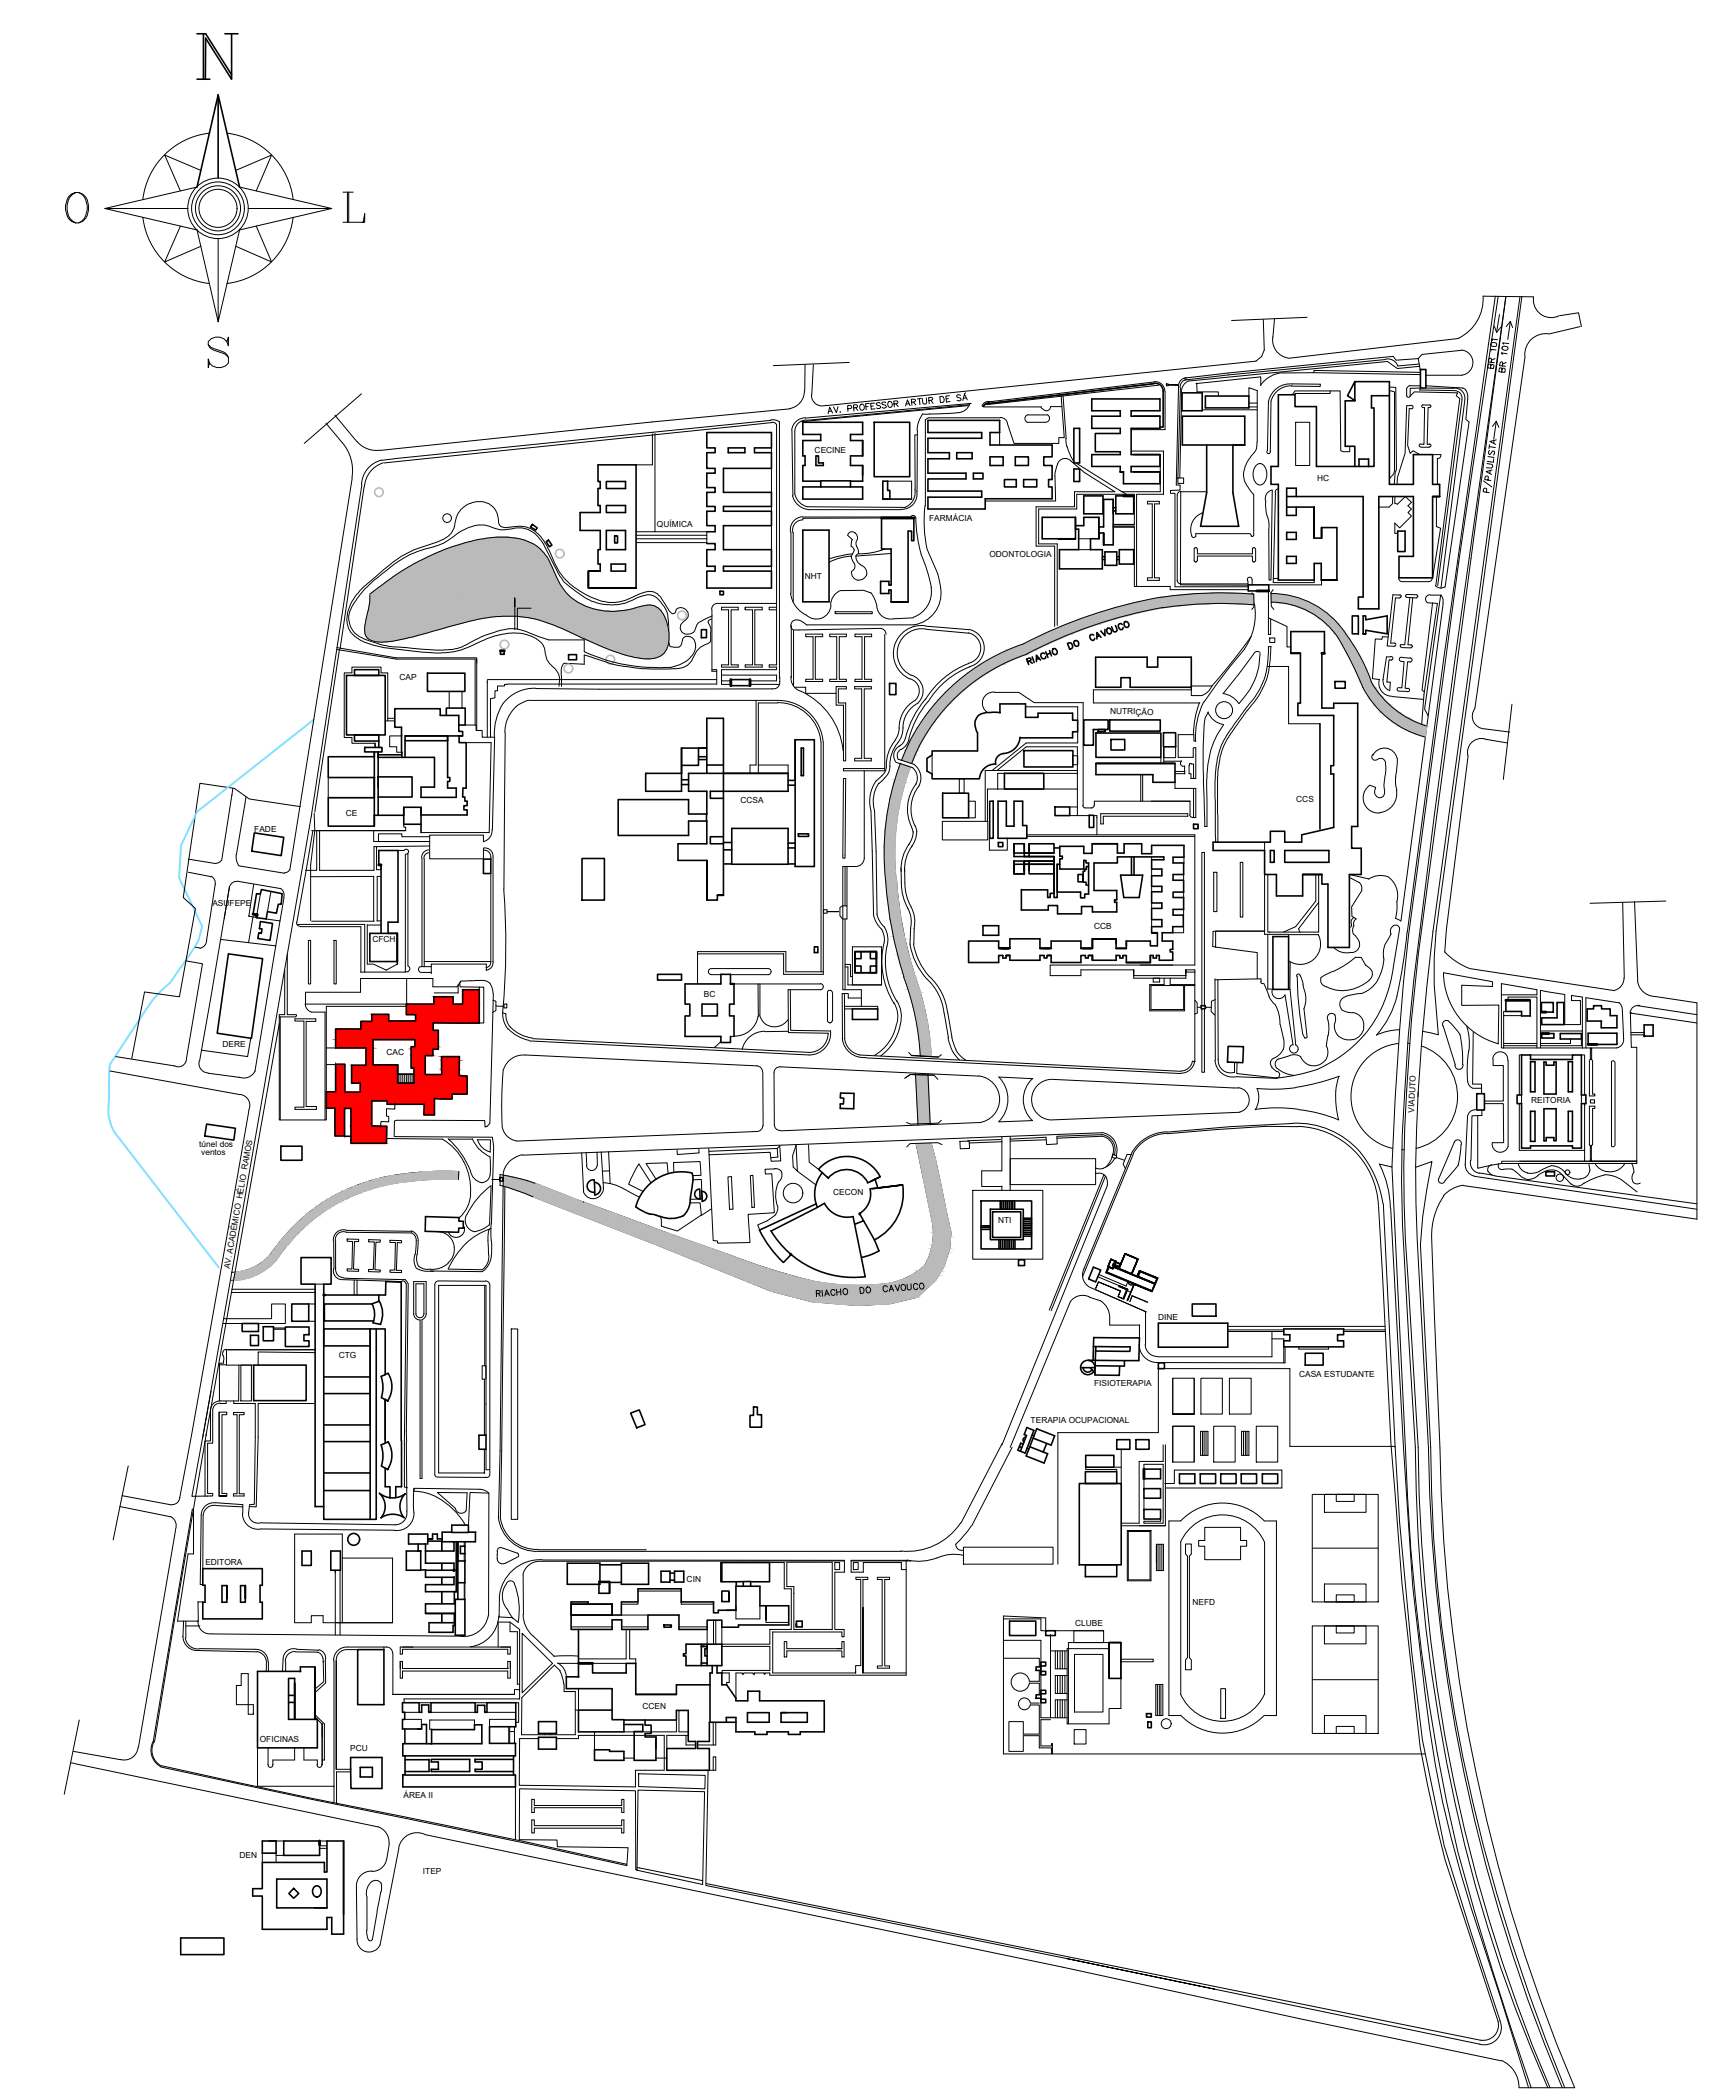 N
O
L
S
BR 101
BR 101
P/PAULISTA
AV. PROFESSOR ARTUR DE SÁ
CECINE
HC
QUÍMICA
FARMÁCIA
ODONTOLOGIA
NHT
RIACHO DO CAVOUCO
CAP
NUTRIÇÃO
CCSA
CCS
CE
FADE
ASUFEPE
CCB
CFCH
BC
DERE
CAC
VIADUTO
REITORIA
túnel dos
ventos
AV. ACADÊMICO HÉLIO RAMOS
CECON
NTI
RIACHO DO CAVOUCO
DINE
CTG
CASA ESTUDANTE
FISIOTERAPIA
TERAPIA OCUPACIONAL
EDITORA
CIN
NEFD
CLUBE
CCEN
OFICINAS
PCU
ÁREA II
DEN
ITEP